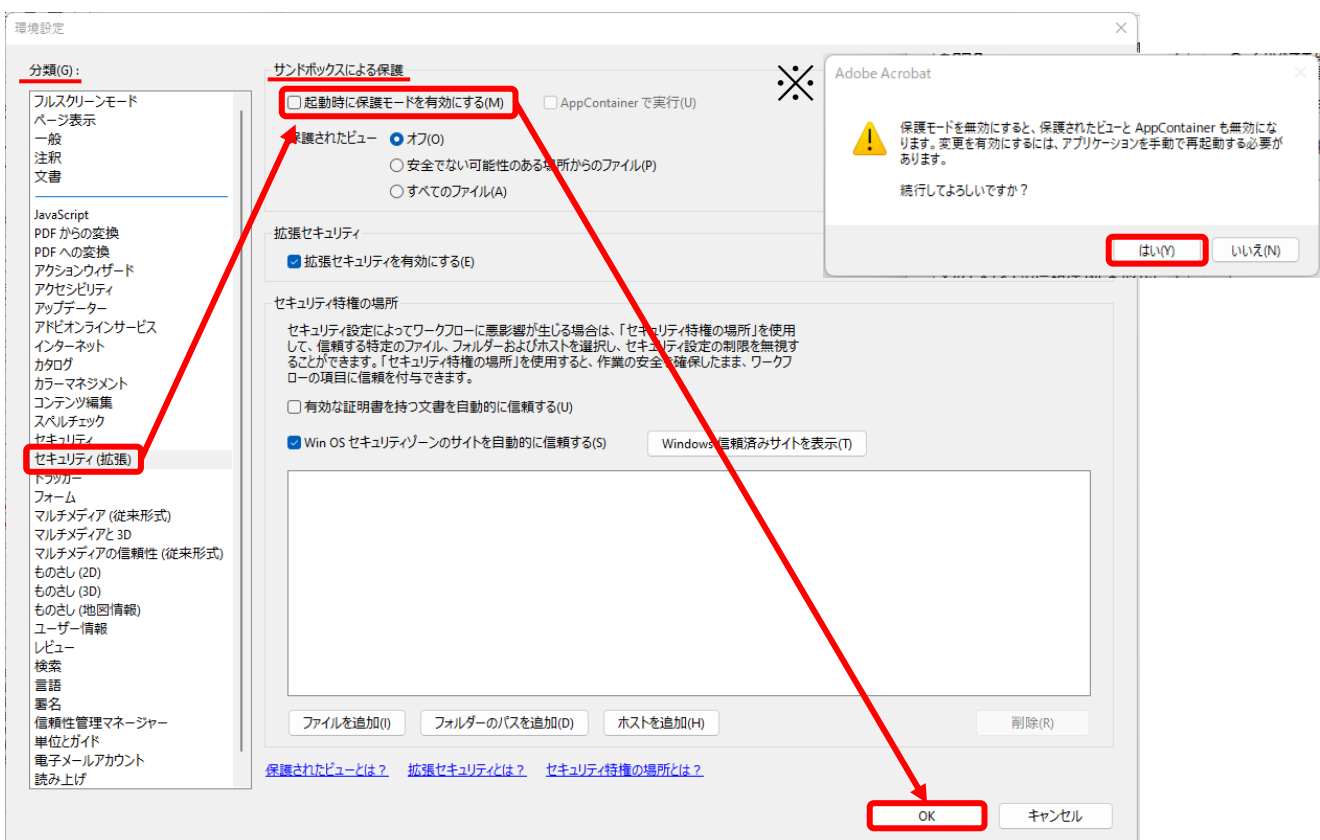 環境設定
分類(G) :
フルスクリーンモード
ページ表示
一般
注釈
文書
JavaScript
PDF からの変換
PDF への変換
アクションウィザード
アクセシビリティ
アップデーター
アドビオンラインサービス
インターネット
カタログ
カラーマネジメント
コンテンツ編集
スペルチェック
セキュリティ
セキュリティ (拡張)
トラッカー
フォーム
マルチメディア (従来形式)
マルチメディアと 3D
マルチメディアの信頼性 (従来形式)
ものさし (2D)
ものさし (3D)
ものさし (地図情報)
ユーザー情報
レビュー
検索
言語
署名
信頼性管理マネージャー
単位とガイド
電子メールアカウント
読み上げ
サンドボックスによる保護
起動時に保護モードを有効にする(M)
AppContainer で実行(U)
保護されたビュー
オフ(O)
安全でない可能性のある場所からのファイル(P)
すべてのファイル(A)
拡張セキュリティ
拡張セキュリティを有効にする(E)
セキュリティ特権の場所
セキュリティ設定によってワークフローに悪影響が生じる場合は、「セキュリティ特権の場所」を使用
して、信頼する特定のファイル、フォルダーおよびホストを選択し、セキュリティ設定の制限を無視す
ることができます。「セキュリティ特権の場所」を使用すると、作業の安全を確保したまま、ワークフ
ローの項目に信頼を付与できます。
有効な証明書を持つ文書を自動的に信頼する(U)
Win OS セキュリティゾーンのサイトを自動的に信頼する(S)
Windows 信頼済みサイトを表示(T)
ファイルを追加(I)
フォルダーのパスを追加(D)
ホストを追加(H)
削除(R)
保護されたビューとは？
拡張セキュリティとは？
セキュリティ特権の場所とは？
OK
キャンセル
※
Adobe Acrobat
保護モードを無効にすると、保護されたビューと AppContainer も無効にな
ります。変更を有効にするには、アプリケーションを手動で再起動する必要が
あります。
続行してよろしいですか？
はい(Y)
いいえ(N)